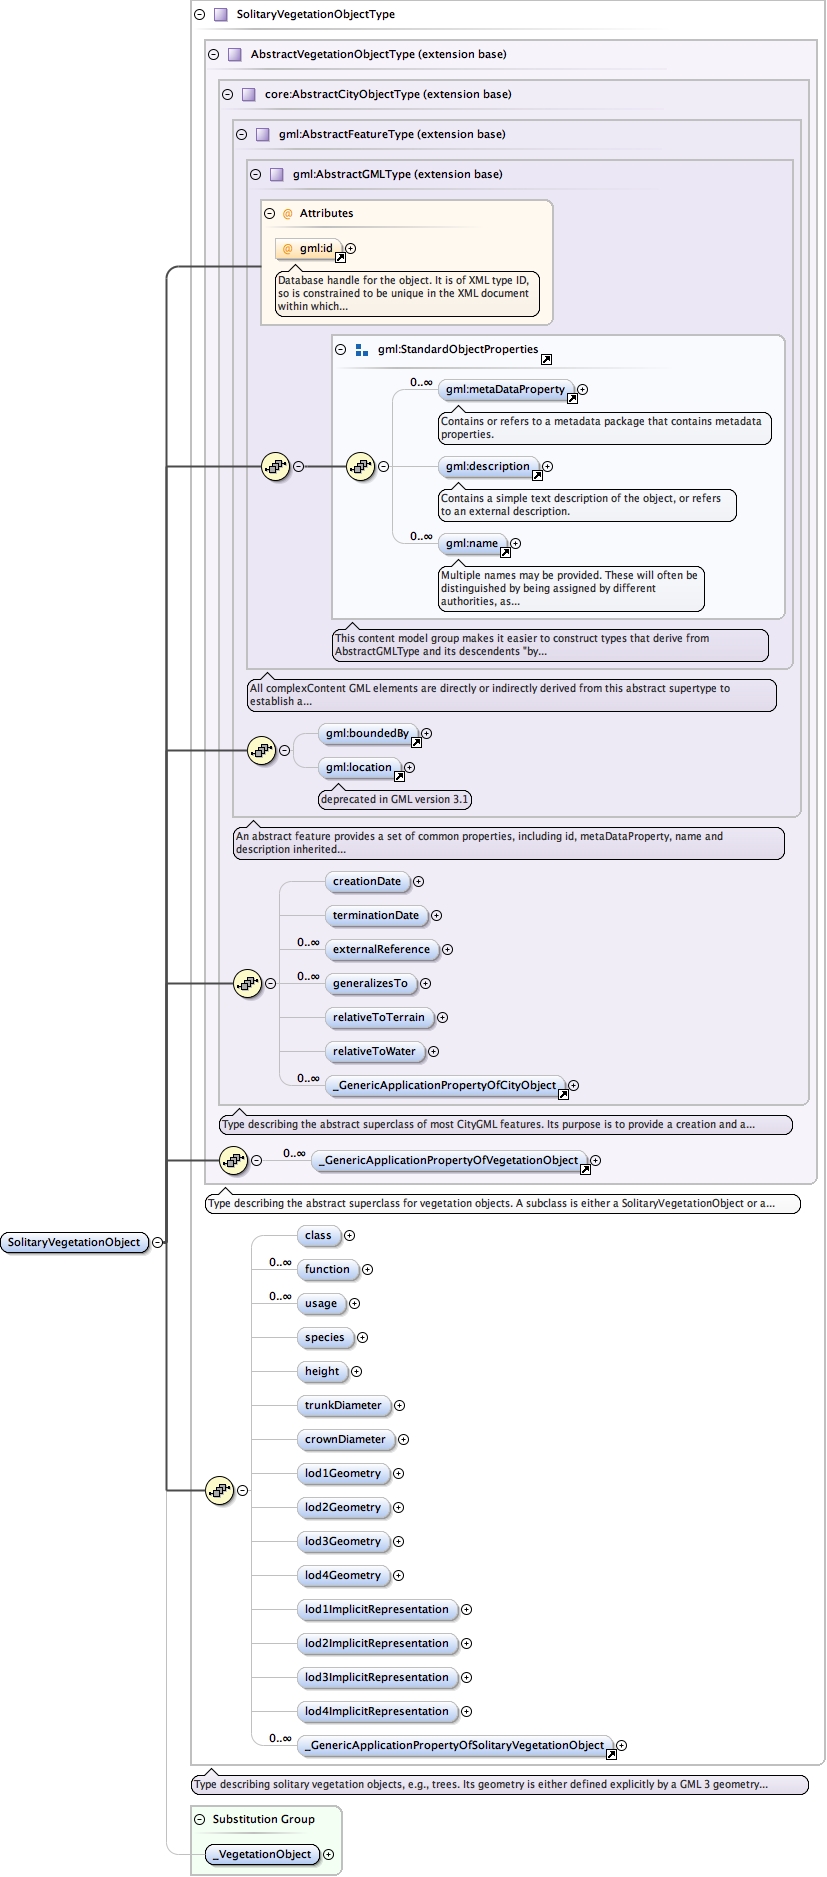 SolitaryVegetationObjectType
AbstractVegetationObjectType (extension base)
core:AbstractCityObjectType (extension base)
gml:AbstractFeatureType (extension base)
gml:AbstractGMLType (extension base)
@ Attributes
@ gml:id
Database handle for the object. It is of XML type ID,
so is constrained to be unique in the XML document
within which...
gml:StandardObjectProperties
0..∞
gml:metaDataProperty
Contains or refers to a metadata package that contains metadata
properties.
gml:description
Contains a simple text description of the object, or refers
to an external description.
0..∞
gml:name
Multiple names may be provided. These will often be
distinguished by being assigned by different
authorities, as...
This content model group makes it easier to construct types that derive from
AbstractGMLType and its descendents "by...
All complexContent GML elements are directly or indirectly derived from this abstract supertype to
establish a...
gml:boundedBy
gml:location
deprecated in GML version 3.1
An abstract feature provides a set of common properties, including id, metaDataProperty, name and
description inherited...
creationDate
terminationDate
0..∞
externalReference
0..∞
generalizesTo
relativeToTerrain
relativeToWater
0..∞
_GenericApplicationPropertyOfCityObject
Type describing the abstract superclass of most CityGML features. Its purpose is to provide a creation and a...
0..∞
_GenericApplicationPropertyOfVegetationObject
Type describing the abstract superclass for vegetation objects. A subclass is either a SolitaryVegetationObject or a...
SolitaryVegetationObject
class
0..∞
function
0..∞
usage
species
height
trunkDiameter
crownDiameter
lod1Geometry
lod2Geometry
lod3Geometry
lod4Geometry
lod1ImplicitRepresentation
lod2ImplicitRepresentation
lod3ImplicitRepresentation
lod4ImplicitRepresentation
0..∞
_GenericApplicationPropertyOfSolitaryVegetationObject
Type describing solitary vegetation objects, e.g., trees. Its geometry is either defined explicitly by a GML 3 geometry...
Substitution Group
_VegetationObject